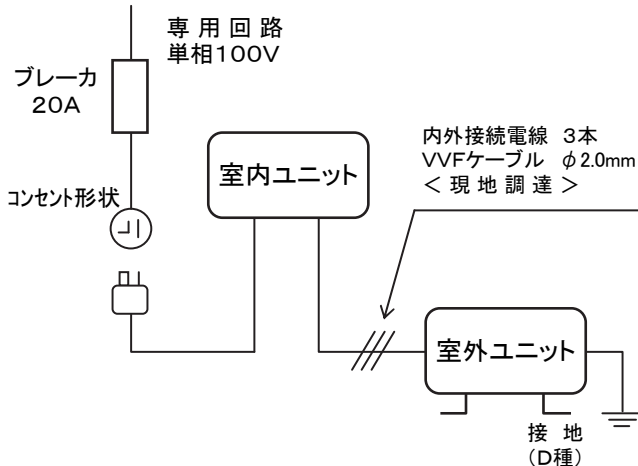 専用回路
単相100V
ブレーカ
20A
コンセント形状
室内ユニット
内外接続電線 3本
VVFケーブル φ2.0mm
<現地調達>
室外ユニット
接地
(D種)